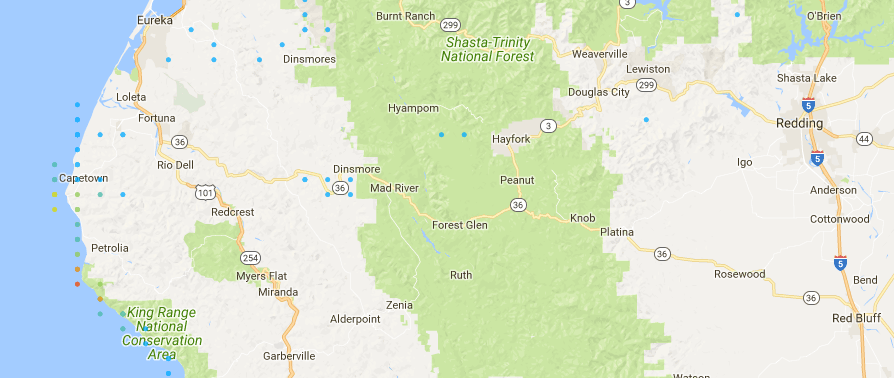 3
Burnt Ranch
O'Brien
Eureka
299
Shasta-Trinity
National Forest
Weaverville
Dinsmores
Lewiston
Shasta Lake
299
Douglas City
Loleta
5
Hyampom
Fortuna
Redding
3
Hayfork
44
36
5
Igo
Rio Dell
Dinsmore
Capetown
Peanut
36
Mad River
101
Anderson
36
Redcrest
Knob
Cottonwood
Forest Glen
Platina
Petrolia
36
254
5
Myers Flat
Ruth
Rosewood
Bend
Miranda
36
Zenia
King Range
National
Conservation
Area
Alderpoint
Red Bluff
Garberville
Watson